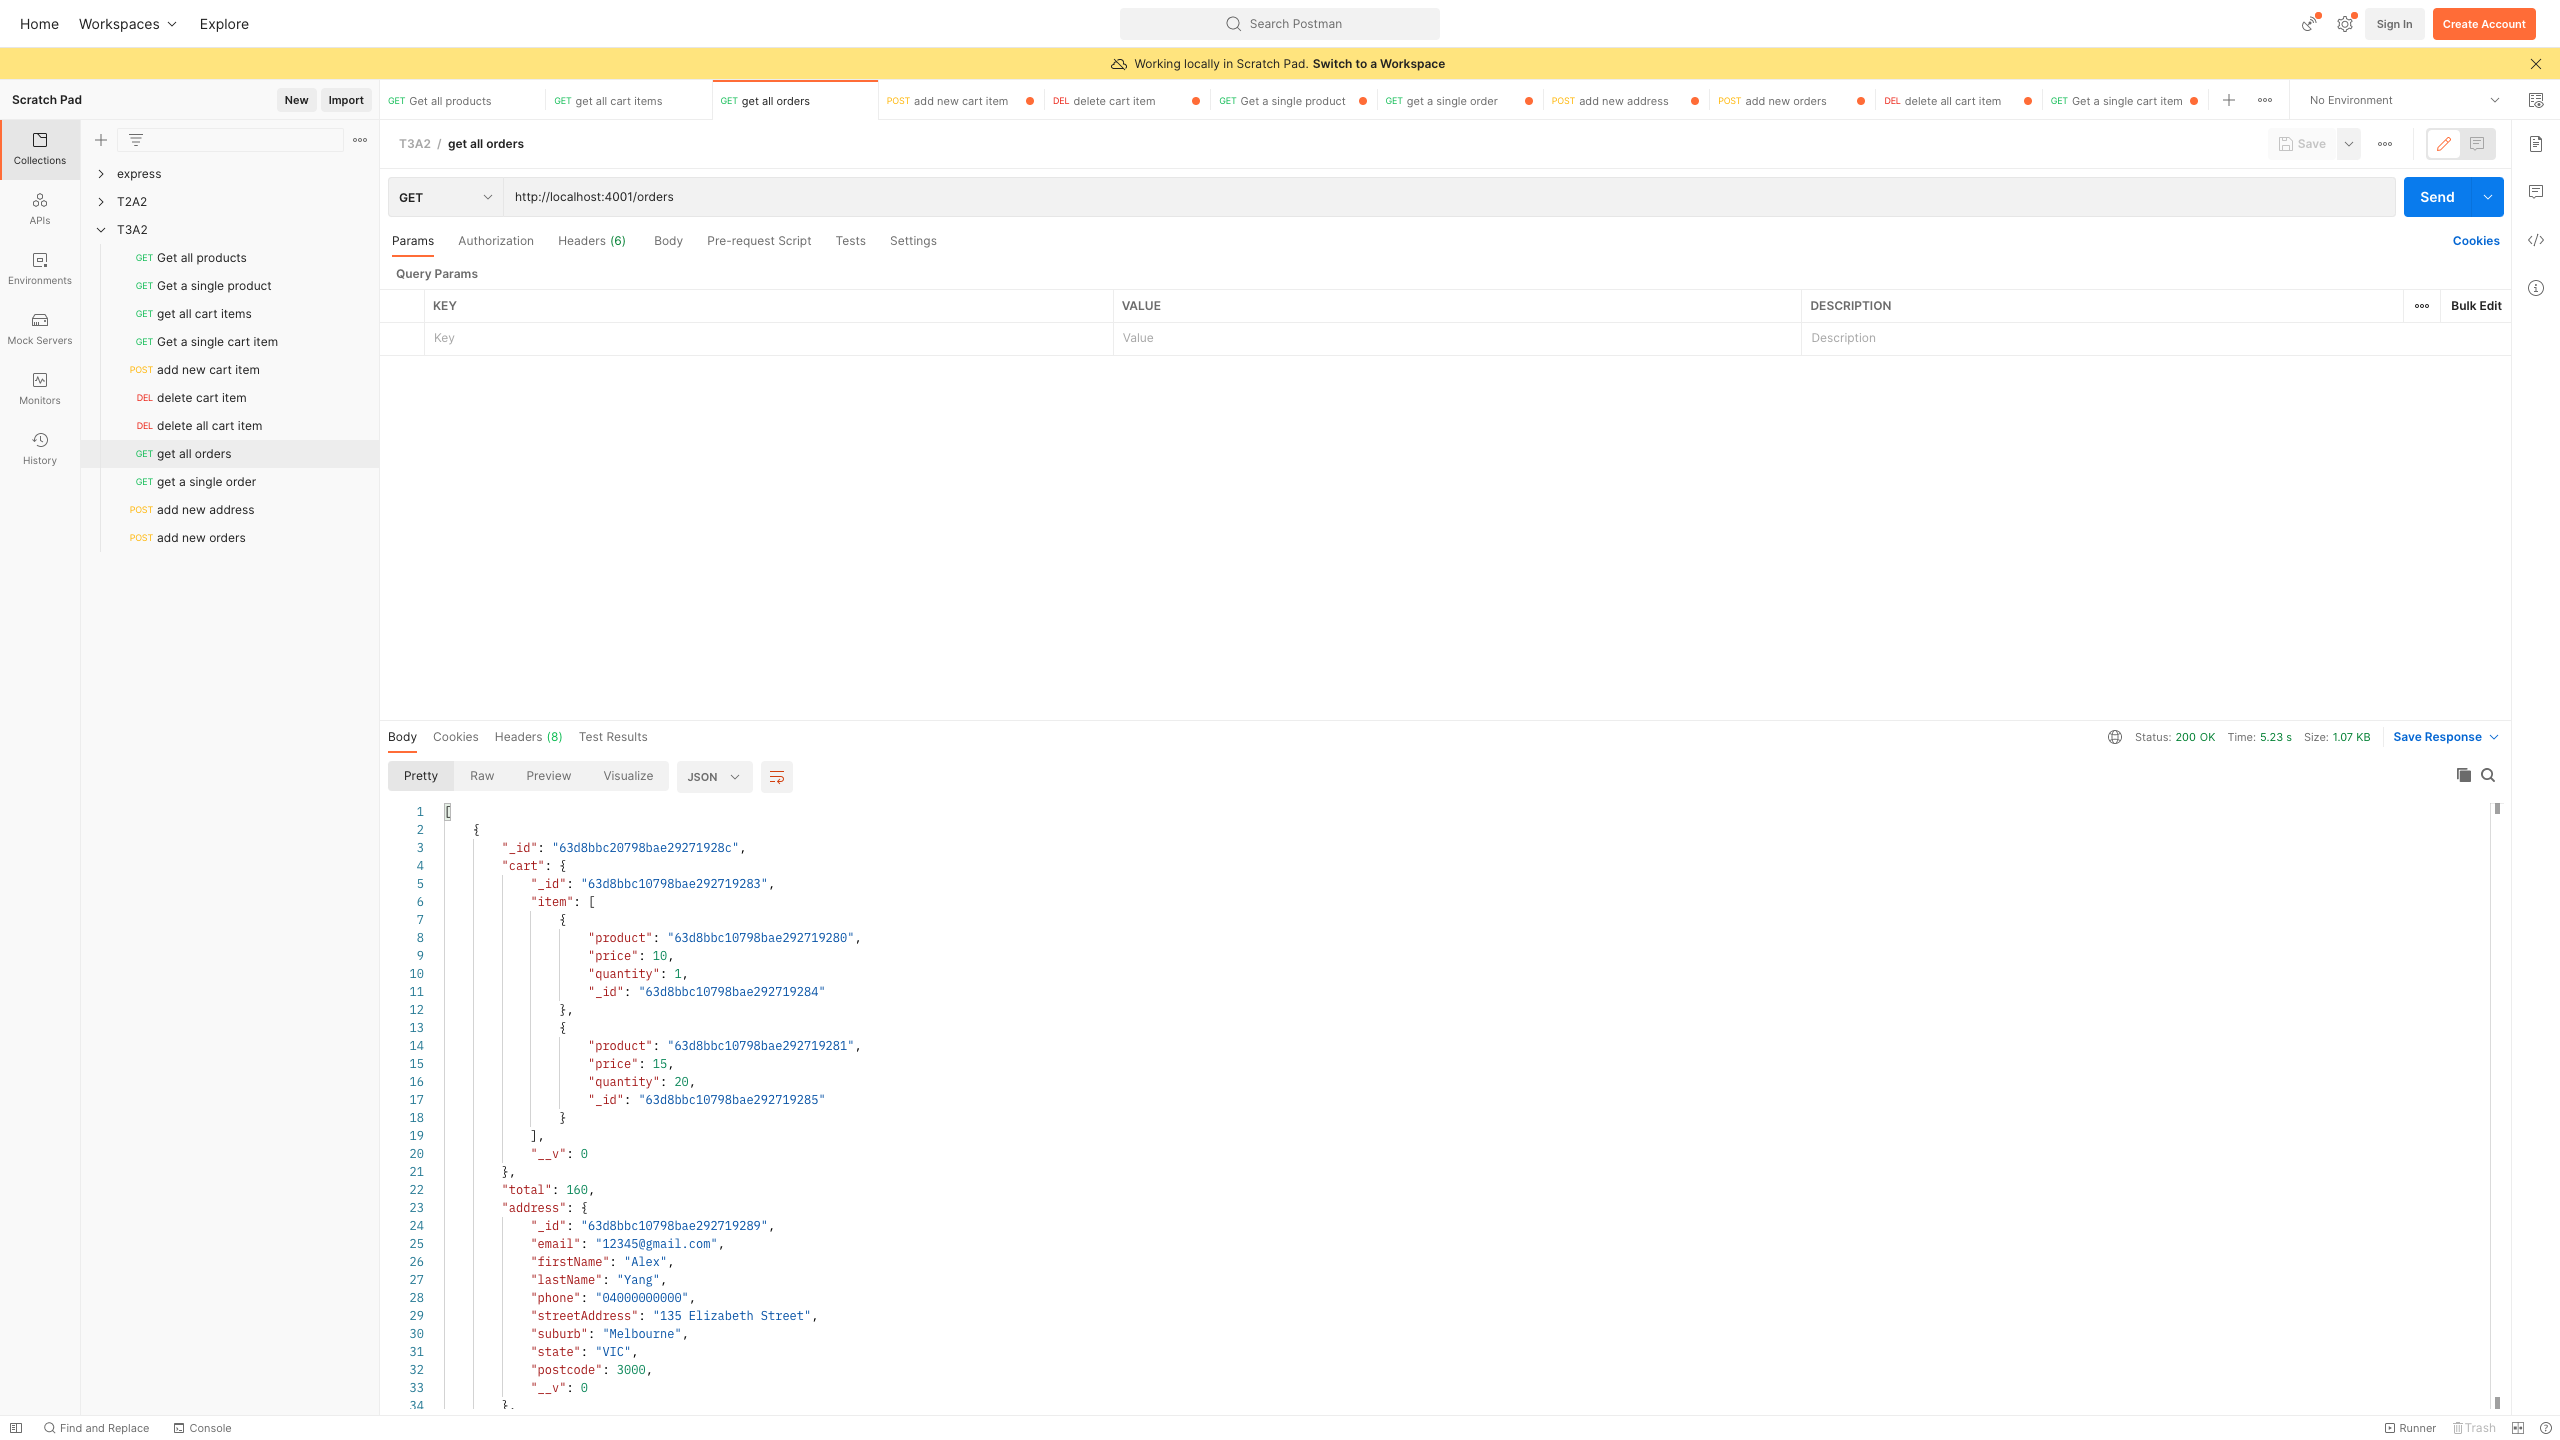 Home Workspaces Explore Search Postman Sign In Create Account
Working locally in Scratch Pad. Switch to a Workspace
Scratch Pad New Import GET Get all products GET get all cart items GET get all orders POST add new cart item DEL delete cart item GET Get a single product GET get a single order POST add new address POST add new orders DEL delete all cart item GET Get a single cart item No Environment
Collections
APIs
Environments
Mock Servers
Monitors
History
express
T2A2
T3A2
GET Get all products
GET Get a single product
GET get all cart items
GET Get a single cart item
POST add new cart item
DEL delete cart item
DEL delete all cart item
GET get all orders
GET get a single order
POST add new address
POST add new orders
T3A2 / get all orders Save
GET http://localhost:4001/orders Send
Params Authorization Headers (6) Body Pre-request Script Tests Settings Cookies
Query Params
KEY VALUE DESCRIPTION Bulk Edit
Key Value Description
Body Cookies Headers (8) Test Results Status: 200 OK Time: 5.23 s Size: 1.07 KB Save Response
Pretty Raw Preview Visualize JSON
1 [
2 {
3 "_id": "63d8bbc20798bae29271928c",
4 "cart": {
5 "_id": "63d8bbc10798bae292719283",
6 "item": [
7 {
8 "product": "63d8bbc10798bae292719280",
9 "price": 10,
10 "quantity": 1,
11 "_id": "63d8bbc10798bae292719284"
12 },
13 {
14 "product": "63d8bbc10798bae292719281",
15 "price": 15,
16 "quantity": 20,
17 "_id": "63d8bbc10798bae292719285"
18 }
19 ],
20 "__v": 0
21 },
22 "total": 160,
23 "address": {
24 "_id": "63d8bbc10798bae292719289",
25 "email": "12345@gmail.com",
26 "firstName": "Alex",
27 "lastName": "Yang",
28 "phone": "04000000000",
29 "streetAddress": "135 Elizabeth Street",
30 "suburb": "Melbourne",
31 "state": "VIC",
32 "postcode": 3000,
33 "__v": 0
34 },
Find and Replace Console Runner Trash